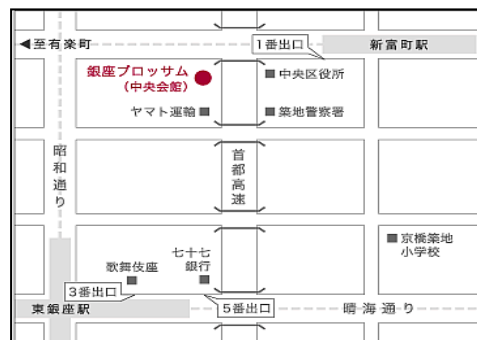 ◀至有楽町
1番出口
新富町駅
銀座ブロッサム
(中央会館)
中央区役所
ヤマト運輸
築地警察署
昭和通り
首都高速
京橋築地
小学校
七十七
銀行
歌舞伎座
3番出口
東銀座駅
5番出口
晴海通り